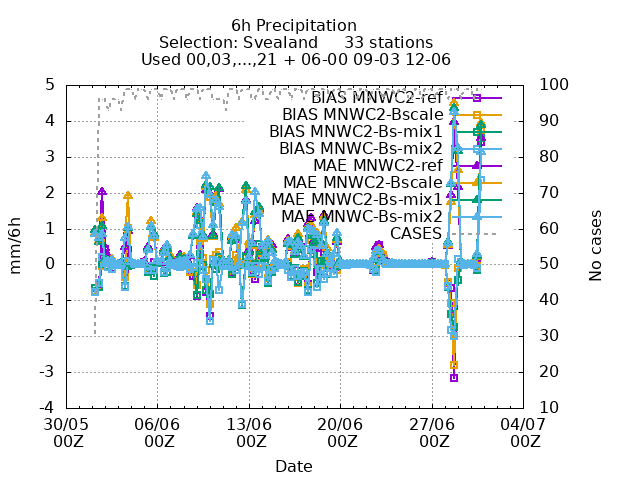 6h Precipitation
Selection: Svealand 33 stations
Used 00,03,...,21 + 06-00 09-03 12-06
BIAS MNWC2-ref
BIAS MNWC2-Bscale
BIAS MNWC2-Bs-mix1
BIAS MNWC-Bs-mix2
MAE MNWC2-ref
MAE MNWC2-Bscale
MAE MNWC2-Bs-mix1
MAE MNWC-Bs-mix2
CASES
5
4
3
2
1
0
-1
-2
-3
-4
mm/6h
100
90
80
70
60
50
40
30
20
10
No cases
30/05 06/06 13/06 20/06 27/06 04/07
00Z 00Z 00Z 00Z 00Z 00Z
Date